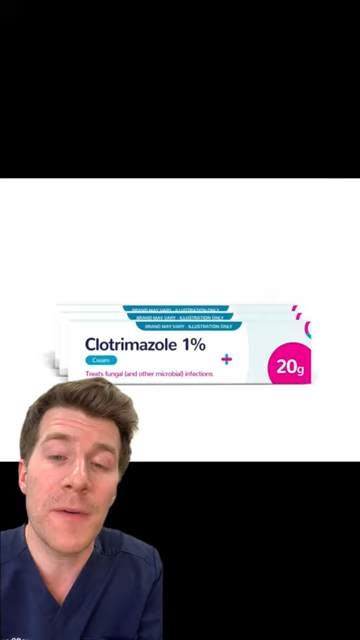 BRAND MAY VARY - ILLUSTRATION ONLY
BRAND MAY VARY - ILLUSTRATION ONLY
BRAND MAY VARY - ILLUSTRATION ONLY
Clotrimazole 1%
Cream
Treats fungal (and other microbial) infections
20g